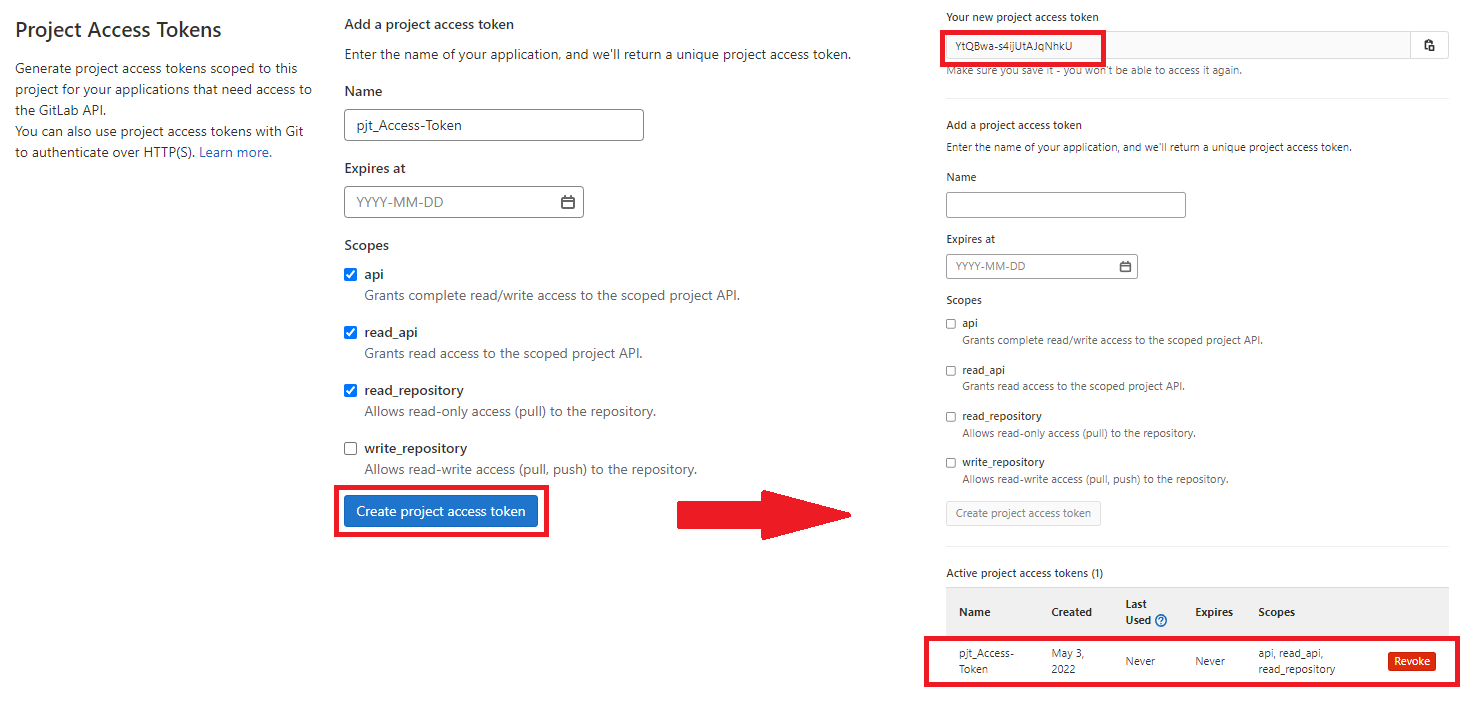 Project Access Tokens
Generate project access tokens scoped to this
project for your applications that need access to
the GitLab API.
You can also use project access tokens with Git
to authenticate over HTTP(S). Learn more.
Add a project access token
Enter the name of your application, and we'll return a unique project access token.
Name
pjt_Access-Token
Expires at
YYYY-MM-DD
Scopes
api
Grants complete read/write access to the scoped project API.
read_api
Grants read access to the scoped project API.
read_repository
Allows read-only access (pull) to the repository.
write_repository
Allows read-write access (pull, push) to the repository.
Create project access token
Your new project access token
YtQBwa-s4ijUtAJqNhkU
Make sure you save it - you won't be able to access it again.
Add a project access token
Enter the name of your application, and we'll return a unique project access token.
Name
Expires at
YYYY-MM-DD
Scopes
api
Grants complete read/write access to the scoped project API.
read_api
Grants read access to the scoped project API.
read_repository
Allows read-only access (pull) to the repository.
write_repository
Allows read-write access (pull, push) to the repository.
Create project access token
Active project access tokens (1)
Name Created Last Used Expires Scopes
pjt_Access-Token May 3, 2022 Never Never api, read_api, read_repository Revoke